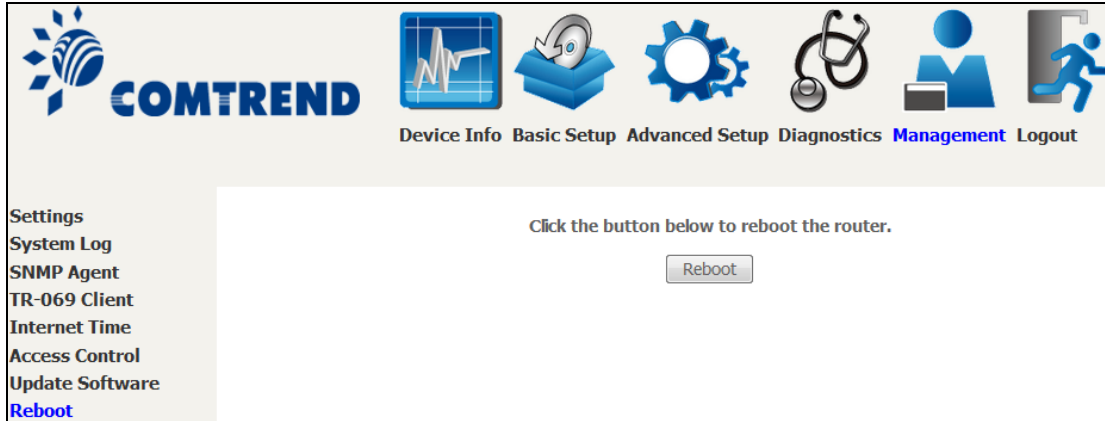 COMTREND
Device Info Basic Setup Advanced Setup Diagnostics Management Logout
Settings
System Log
SNMP Agent
TR-069 Client
Internet Time
Access Control
Update Software
Reboot
Click the button below to reboot the router.
Reboot